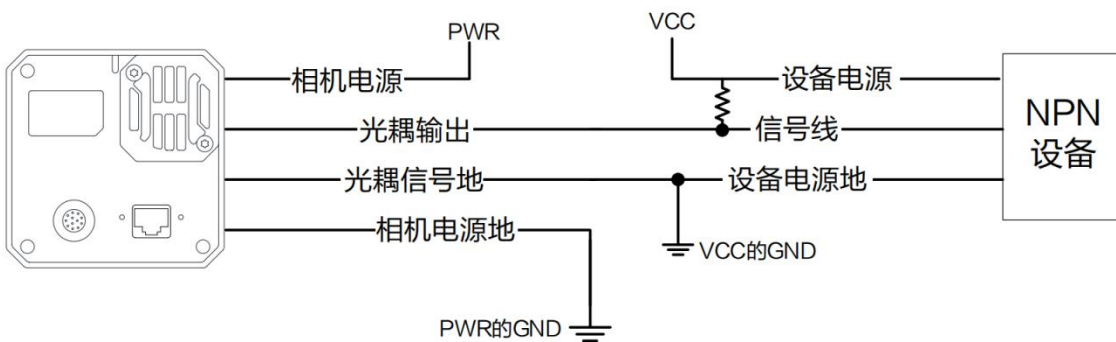 PWR
VCC
相机电源
设备电源
光耦输出
信号线
NPN
设备
光耦信号地
设备电源地
相机电源地
VCC的GND
PWR的GND